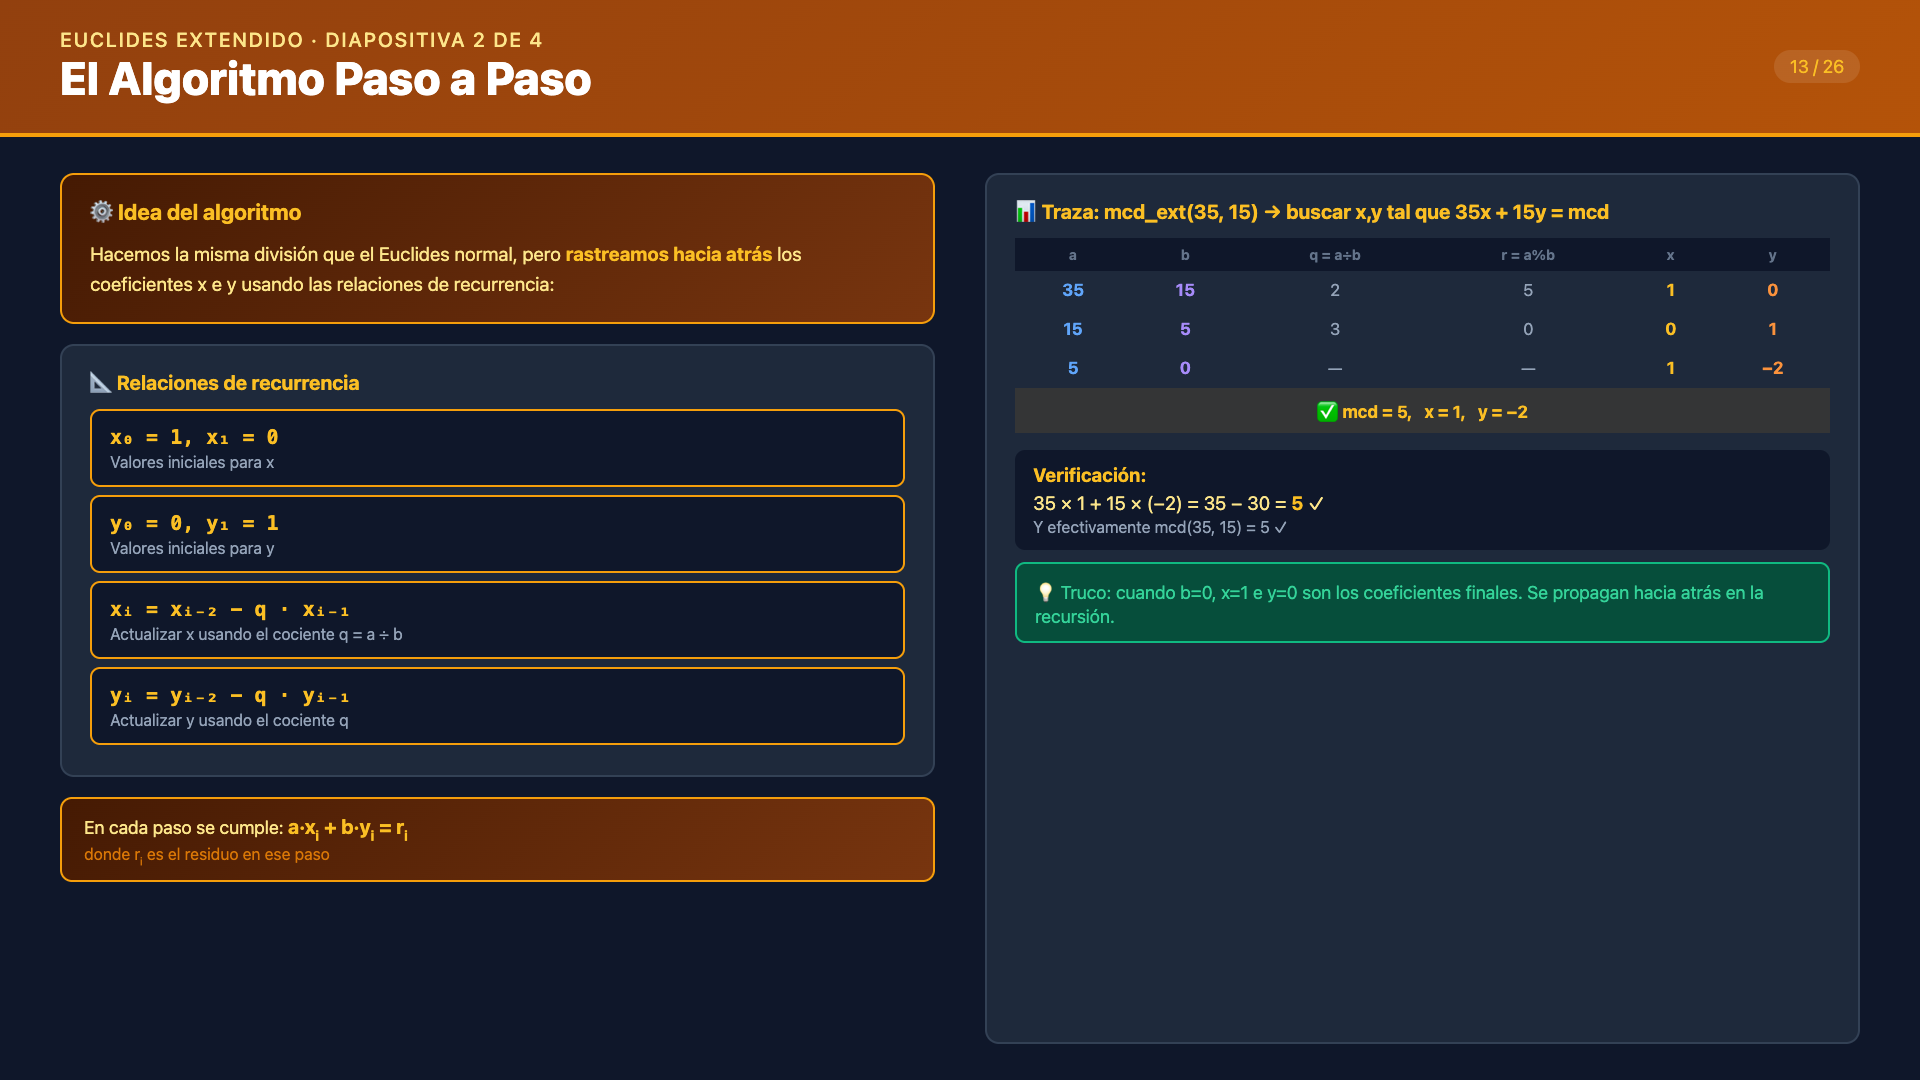 EUCLIDES EXTENDIDO · DIAPOSITIVA 2 DE 4
El Algoritmo Paso a Paso
13 / 26
⚙️ Idea del algoritmo
Hacemos la misma división que el Euclides normal, pero rastreamos hacia atrás los
coeficientes x e y usando las relaciones de recurrencia:
📐 Relaciones de recurrencia
x₀ = 1, x₁ = 0
Valores iniciales para x
y₀ = 0, y₁ = 1
Valores iniciales para y
xᵢ = xᵢ₋₂ − q · xᵢ₋₁
Actualizar x usando el cociente q = a ÷ b
yᵢ = yᵢ₋₂ − q · yᵢ₋₁
Actualizar y usando el cociente q
En cada paso se cumple: a·xᵢ + b·yᵢ = rᵢ
donde rᵢ es el residuo en ese paso
📊 Traza: mcd_ext(35, 15) → buscar x,y tal que 35x + 15y = mcd
a b q = a÷b r = a%b x y
35 15 2 5 1 0
15 5 3 0 0 1
5 0 — — 1 −2
✅ mcd = 5, x = 1, y = −2
Verificación:
35 × 1 + 15 × (−2) = 35 − 30 = 5 ✓
Y efectivamente mcd(35, 15) = 5 ✓
💡 Truco: cuando b=0, x=1 e y=0 son los coeficientes finales. Se propagan hacia atrás en la
recursión.